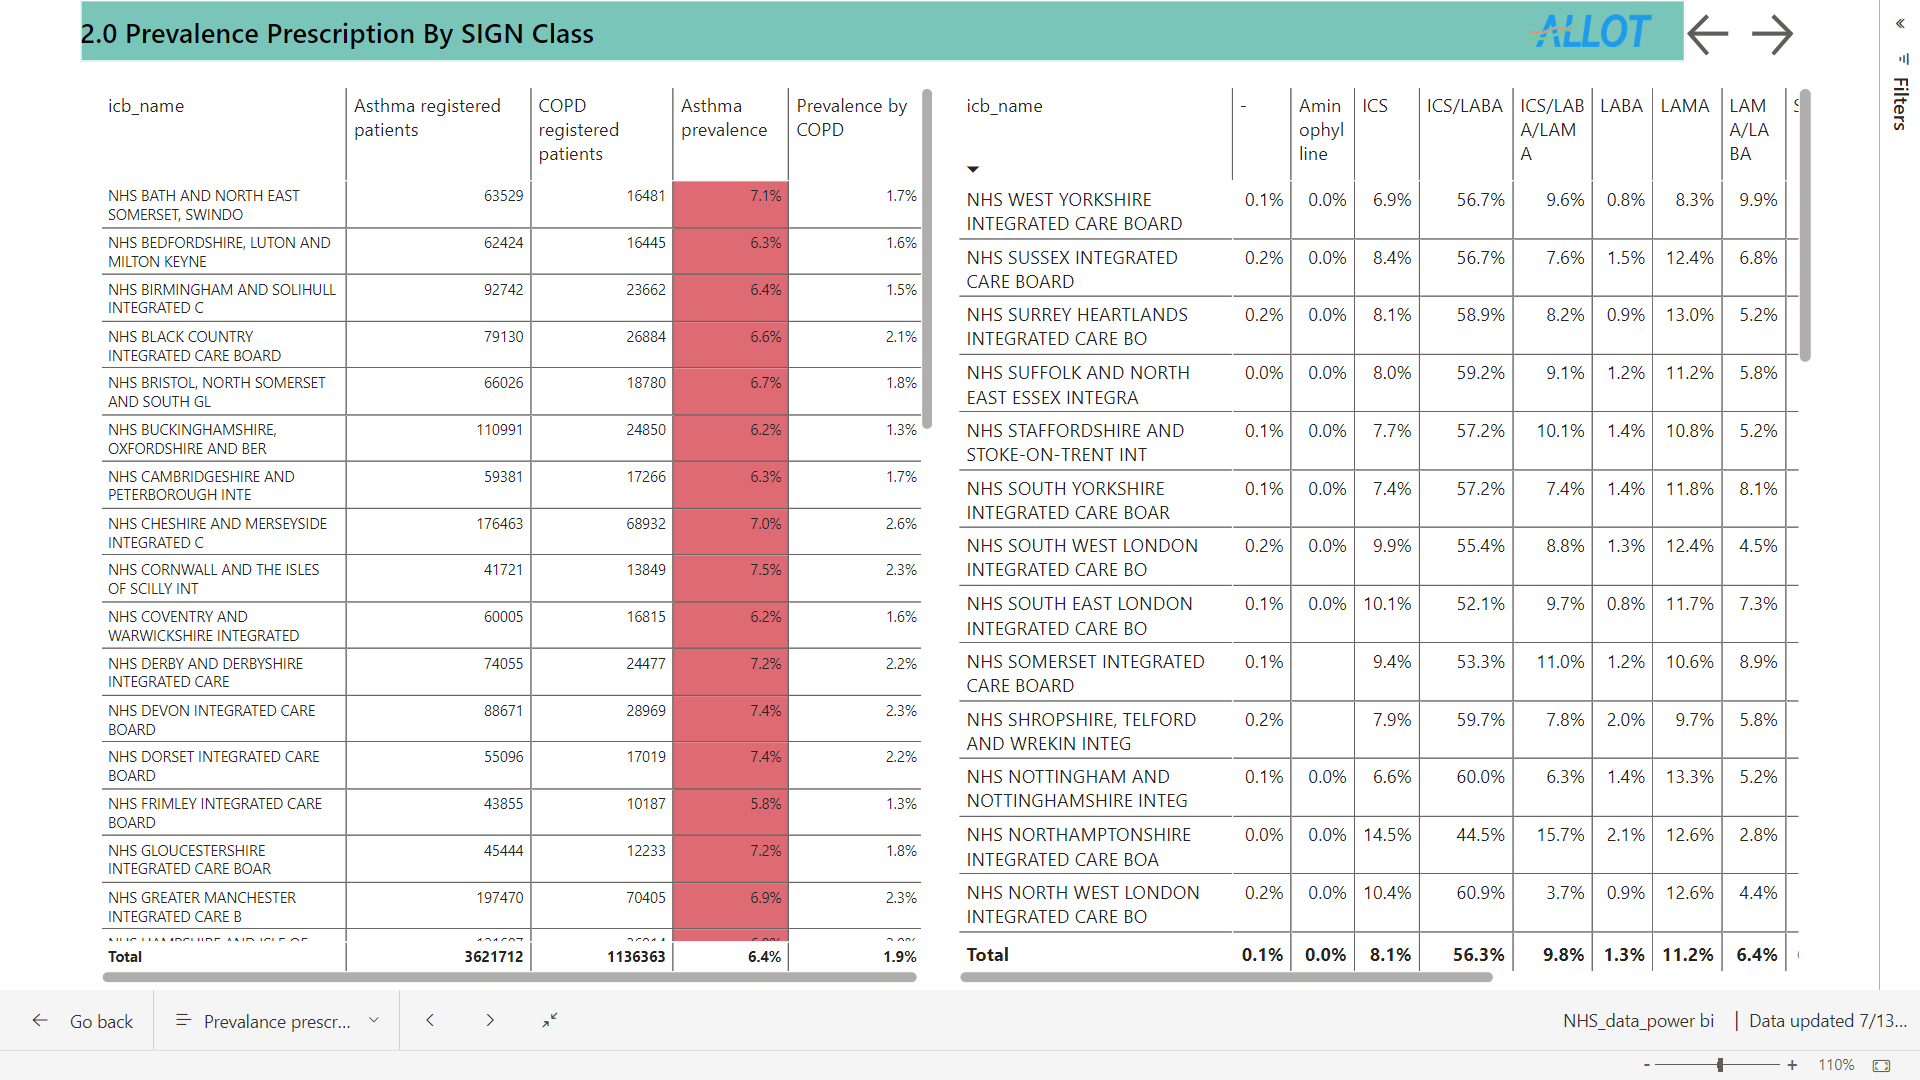 2.0 Prevalence Prescription By SIGN Class
ALLOT
Filters
icb_name
Asthma registered patients
COPD registered patients
Asthma prevalence
Prevalence by COPD
NHS BATH AND NORTH EAST SOMERSET, SWINDO 63529 16481 7.1% 1.7%
NHS BEDFORDSHIRE, LUTON AND MILTON KEYNE 62424 16445 6.3% 1.6%
NHS BIRMINGHAM AND SOLIHULL INTEGRATED C 92742 23662 6.4% 1.5%
NHS BLACK COUNTRY INTEGRATED CARE BOARD 79130 26884 6.6% 2.1%
NHS BRISTOL, NORTH SOMERSET AND SOUTH GL 66026 18780 6.7% 1.8%
NHS BUCKINGHAMSHIRE, OXFORDSHIRE AND BER 110991 24850 6.2% 1.3%
NHS CAMBRIDGESHIRE AND PETERBOROUGH INTE 59381 17266 6.3% 1.7%
NHS CHESHIRE AND MERSEYSIDE INTEGRATED C 176463 68932 7.0% 2.6%
NHS CORNWALL AND THE ISLES OF SCILLY INT 41721 13849 7.5% 2.3%
NHS COVENTRY AND WARWICKSHIRE INTEGRATED 60005 16815 6.2% 1.6%
NHS DERBY AND DERBYSHIRE INTEGRATED CARE 74055 24477 7.2% 2.2%
NHS DEVON INTEGRATED CARE BOARD 88671 28969 7.4% 2.3%
NHS DORSET INTEGRATED CARE BOARD 55096 17019 7.4% 2.2%
NHS FRIMLEY INTEGRATED CARE BOARD 43855 10187 5.8% 1.3%
NHS GLOUCESTERSHIRE INTEGRATED CARE BOAR 45444 12233 7.2% 1.8%
NHS GREATER MANCHESTER INTEGRATED CARE B 197470 70405 6.9% 2.3%
Total 3621712 1136363 6.4% 1.9%
icb_name
-
Aminophylline
ICS
ICS/LABA
ICS/LABA/LAMA
LABA
LAMA
LAMA/LABA
NHS WEST YORKSHIRE INTEGRATED CARE BOARD 0.1% 0.0% 6.9% 56.7% 9.6% 0.8% 8.3% 9.9%
NHS SUSSEX INTEGRATED CARE BOARD 0.2% 0.0% 8.4% 56.7% 7.6% 1.5% 12.4% 6.8%
NHS SURREY HEARTLANDS INTEGRATED CARE BO 0.2% 0.0% 8.1% 58.9% 8.2% 0.9% 13.0% 5.2%
NHS SUFFOLK AND NORTH EAST ESSEX INTEGRA 0.0% 0.0% 8.0% 59.2% 9.1% 1.2% 11.2% 5.8%
NHS STAFFORDSHIRE AND STOKE-ON-TRENT INT 0.1% 0.0% 7.7% 57.2% 10.1% 1.4% 10.8% 5.2%
NHS SOUTH YORKSHIRE INTEGRATED CARE BOAR 0.1% 0.0% 7.4% 57.2% 7.4% 1.4% 11.8% 8.1%
NHS SOUTH WEST LONDON INTEGRATED CARE BO 0.2% 0.0% 9.9% 55.4% 8.8% 1.3% 12.4% 4.5%
NHS SOUTH EAST LONDON INTEGRATED CARE BO 0.1% 0.0% 10.1% 52.1% 9.7% 0.8% 11.7% 7.3%
NHS SOMERSET INTEGRATED CARE BOARD 0.1% 9.4% 53.3% 11.0% 1.2% 10.6% 8.9%
NHS SHROPSHIRE, TELFORD AND WREKIN INTEG 0.2% 7.9% 59.7% 7.8% 2.0% 9.7% 5.8%
NHS NOTTINGHAM AND NOTTINGHAMSHIRE INTEG 0.1% 0.0% 6.6% 60.0% 6.3% 1.4% 13.3% 5.2%
NHS NORTHAMPTONSHIRE INTEGRATED CARE BOA 0.0% 0.0% 14.5% 44.5% 15.7% 2.1% 12.6% 2.8%
NHS NORTH WEST LONDON INTEGRATED CARE BO 0.2% 0.0% 10.4% 60.9% 3.7% 0.9% 12.6% 4.4%
Total 0.1% 0.0% 8.1% 56.3% 9.8% 1.3% 11.2% 6.4%
Go back
Prevalance prescr...
NHS_data_power bi | Data updated 7/13...
- + 110%